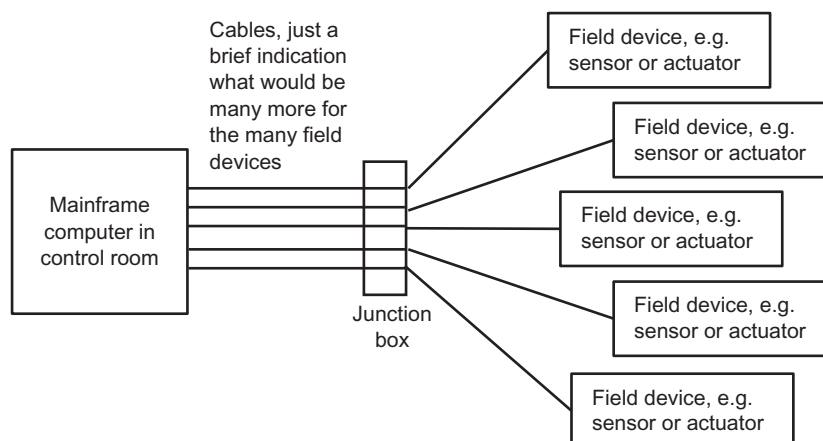 Cables, just a
brief indication
what would be
many more for
the many field
devices
Mainframe
computer in
control room
Junction
box
Field device, e.g.
sensor or actuator
Field device, e.g.
sensor or actuator
Field device, e.g.
sensor or actuator
Field device, e.g.
sensor or actuator
Field device, e.g.
sensor or actuator